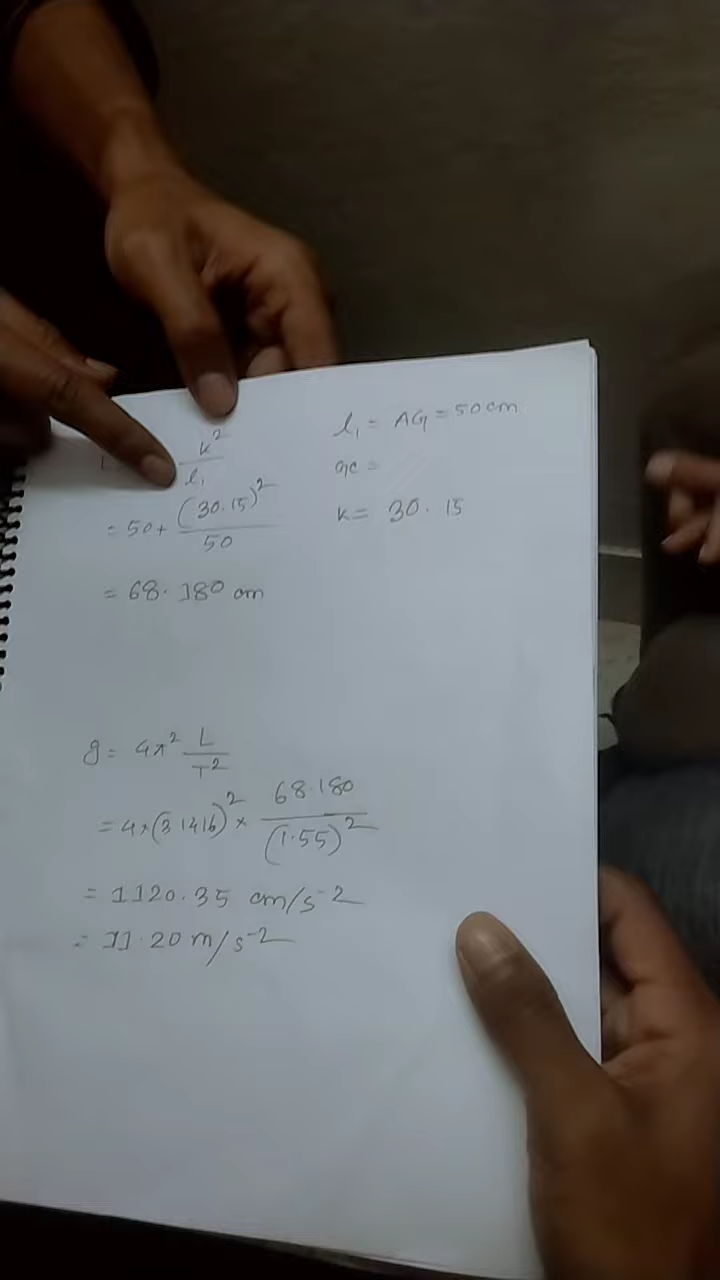 k²/l₁
= 50 + (30.15)²/50
= 68.180 cm
l₁ = AG = 50 cm
k = 30.15
g = 4π² L/T²
= 4 × (3.1416)² × 68.180/(1.55)²
= 1120.35 cm/s⁻²
= 11.20 m/s⁻²